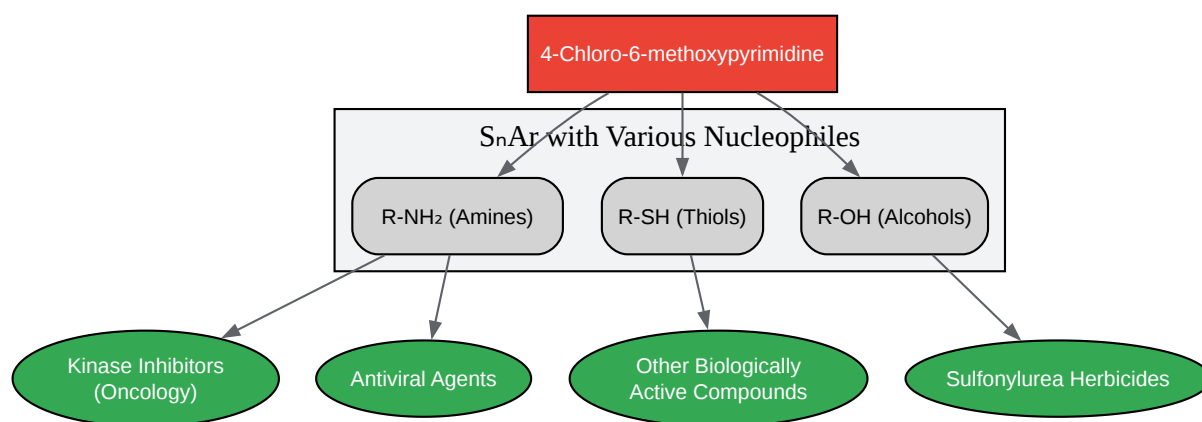 4-Chloro-6-methoxypyrimidine
SₙAr with Various Nucleophiles
R-NH₂ (Amines)
R-SH (Thiols)
R-OH (Alcohols)
Kinase Inhibitors
(Oncology)
Antiviral Agents
Other Biologically
Active Compounds
Sulfonylurea Herbicides